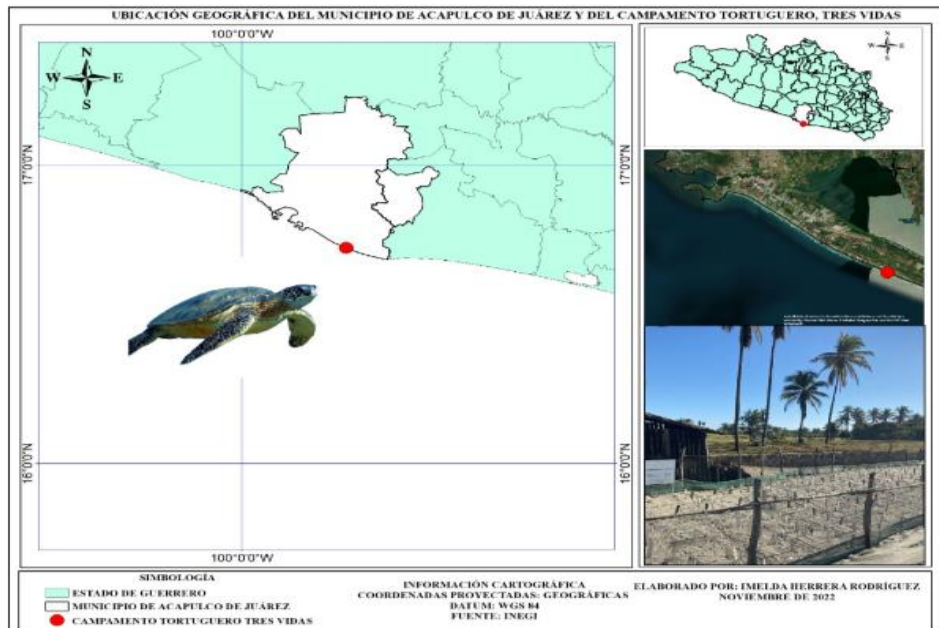 UBICACIÓN GEOGRÁFICA DEL MUNICIPIO DE ACAPULCO DE JUÁREZ Y DEL CAMPAMENTO TORTUGUERO, TRES VIDAS
100°0'0"W
N
W E
S
17°0'0"N
17°0'0"N
16°0'0"N
16°0'0"N
100°0'0"W
N
W E
S
E
SIMBOLOGÍA
ESTADO DE GUERRERO
MUNICIPIO DE ACAPULCO DE JUÁREZ
CAMPAMENTO TORTUGUERO TRES VIDAS
INFORMACIÓN CARTOGRÁFICA
COORDENADAS PROYECTADAS: GEOGRÁFICAS
DATUM: WGS 84
FUENTE: INEGI
ELABORADO POR: IMELDA HERRERA RODRÍGUEZ
NOVIEMBRE DE 2022